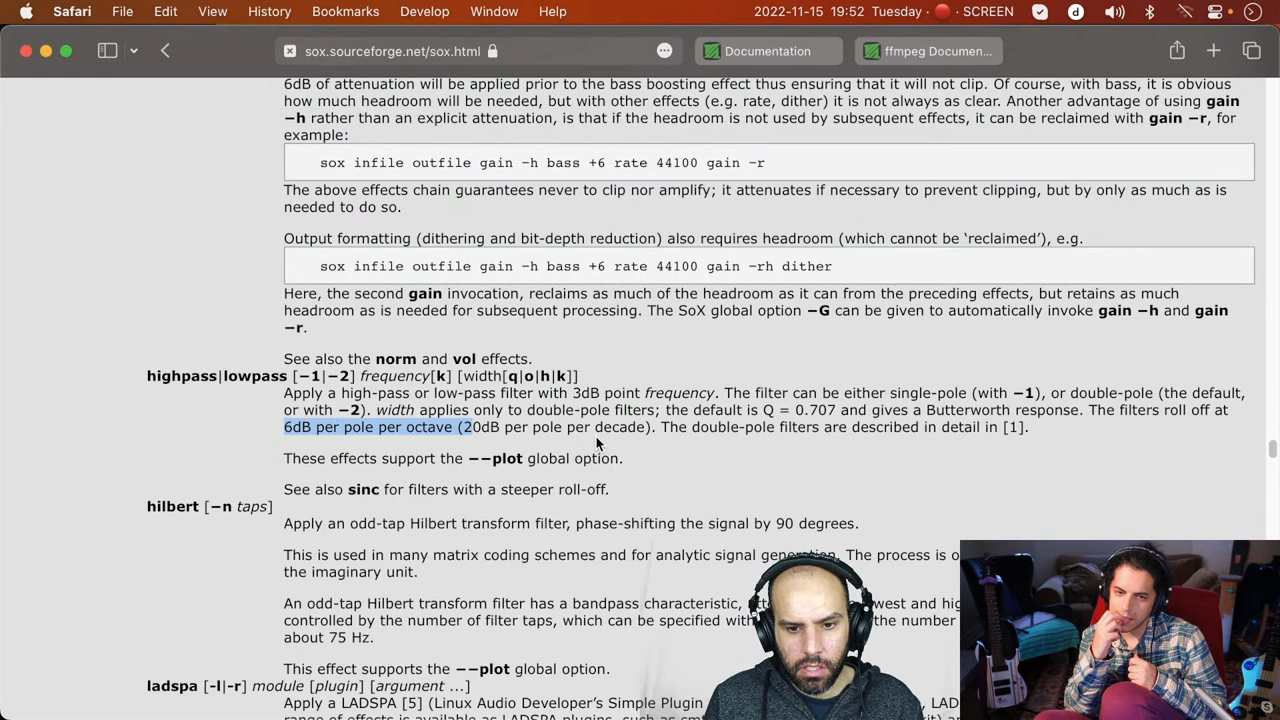 Safari File Edit View History Bookmarks Develop Window Help 2022-11-15 19:52 Tuesday SCREEN
sox.sourceforge.net/sox.html Documentation ffmpeg Documen...
6dB of attenuation will be applied prior to the bass boosting effect thus ensuring that it will not clip. Of course, with bass, it is obvious
how much headroom will be needed, but with other effects (e.g. rate, dither) it is not always as clear. Another advantage of using gain
−h rather than an explicit attenuation, is that if the headroom is not used by subsequent effects, it can be reclaimed with gain −r, for
example:
sox infile outfile gain −h bass +6 rate 44100 gain −r
The above effects chain guarantees never to clip nor amplify; it attenuates if necessary to prevent clipping, but by only as much as is
needed to do so.
Output formatting (dithering and bit-depth reduction) also requires headroom (which cannot be ‘reclaimed’), e.g.
sox infile outfile gain −h bass +6 rate 44100 gain −rh dither
Here, the second gain invocation, reclaims as much of the headroom as it can from the preceding effects, but retains as much
headroom as is needed for subsequent processing. The SoX global option −G can be given to automatically invoke gain −h and gain
−r.
See also the norm and vol effects.
highpass|lowpass [−1|−2] frequency[k] [width[q|o|h|k]]
Apply a high-pass or low-pass filter with 3dB point frequency. The filter can be either single-pole (with −1), or double-pole (the default,
or with −2). width applies only to double-pole filters; the default is Q = 0.707 and gives a Butterworth response. The filters roll off at
6dB per pole per octave (20dB per pole per decade). The double-pole filters are described in detail in [1].
These effects support the −−plot global option.
See also sinc for filters with a steeper roll-off.
hilbert [−n taps]
Apply an odd-tap Hilbert transform filter, phase-shifting the signal by 90 degrees.
This is used in many matrix coding schemes and for analytic signal generation. The process is o
the imaginary unit.
An odd-tap Hilbert transform filter has a bandpass characteristic, west and hig
controlled by the number of filter taps, which can be specified with the number
about 75 Hz.
This effect supports the −−plot global option.
ladspa [-l|-r] module [plugin] [argument ...]
Apply a LADSPA [5] (Linux Audio Developer’s Simple Plugin LAD
range of effects is available as LADSPA plugins, such as cmt